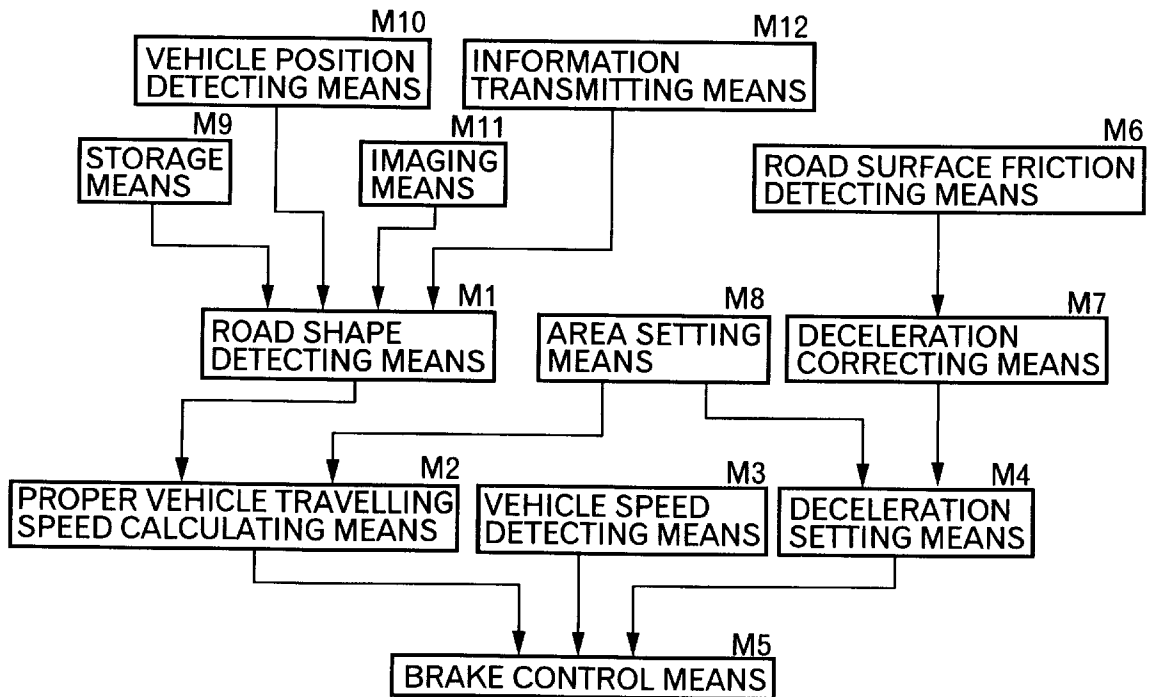 M10
VEHICLE POSITION
DETECTING MEANS
M12
INFORMATION
TRANSMITTING MEANS
M9
STORAGE
MEANS
M11
IMAGING
MEANS
M6
ROAD SURFACE FRICTION
DETECTING MEANS
M1
ROAD SHAPE
DETECTING MEANS
M8
AREA SETTING
MEANS
M7
DECELERATION
CORRECTING MEANS
M2
PROPER VEHICLE TRAVELLING
SPEED CALCULATING MEANS
M3
VEHICLE SPEED
DETECTING MEANS
M4
DECELERATION
SETTING MEANS
M5
BRAKE CONTROL MEANS